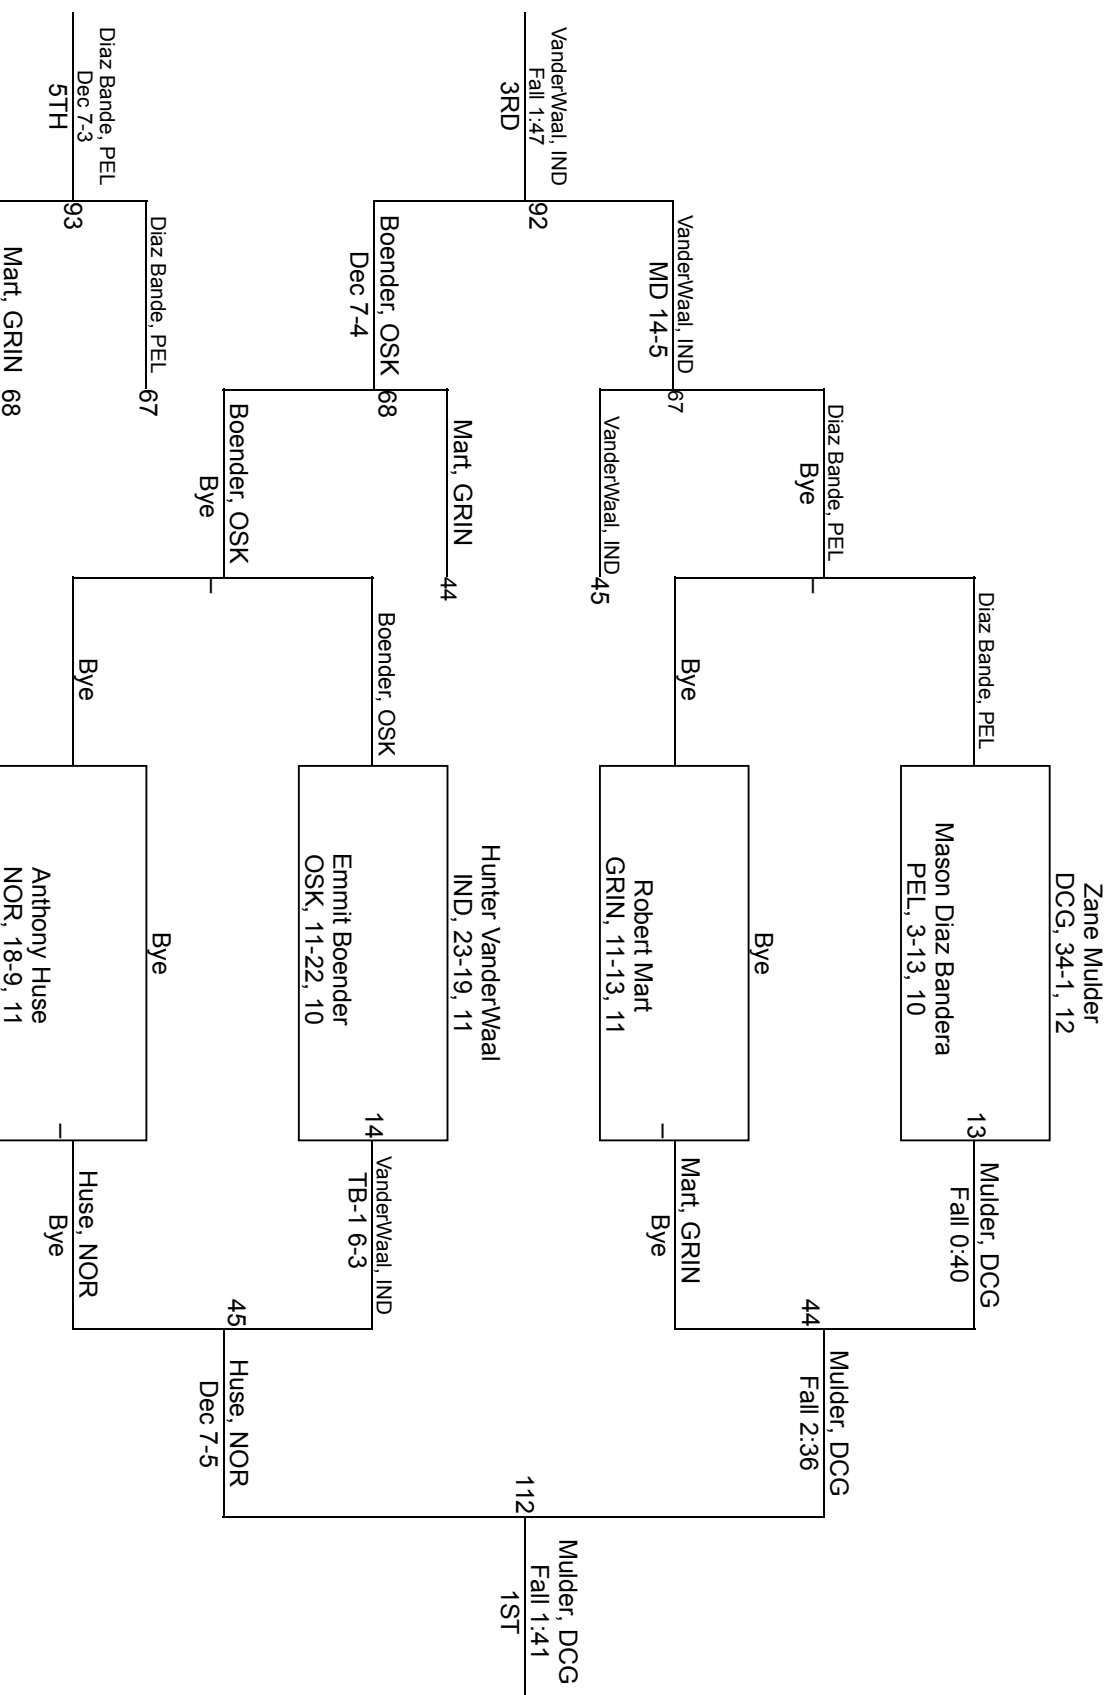 Zane Mulder
DCG, 34-1, 12
Mason Diaz Bandera
PEL, 3-13, 10
13
Mulder, DCG
Fall 0:40
Diaz Bande, PEL
Diaz Bande, PEL
Bye
Bye
Robert Mart
GRIN, 11-13, 11
Mart, GRIN
Bye
Bye
44
Mulder, DCG
Fall 2:36
VanderWaal, IND
MD 14-5
67
VanderWaal, IND
45
VanderWaal, IND
Fall 1:47
3RD
92
112
Mulder, DCG
Fall 1:41
1ST
Hunter VanderWaal
IND, 23-19, 11
Emmit Boender
OSK, 11-22, 10
14
VanderWaal, IND
TB-1 6-3
Mart, GRIN
44
Boender, OSK
Dec 7-4
68
Boender, OSK
Boender, OSK
Bye
45
Huse, NOR
Dec 7-5
Bye
Anthony Huse
NOR, 18-9, 11
Huse, NOR
Bye
Bye
Diaz Bande, PEL
67
Diaz Bande, PEL
Dec 7-3
5TH
93
Mart, GRIN 68